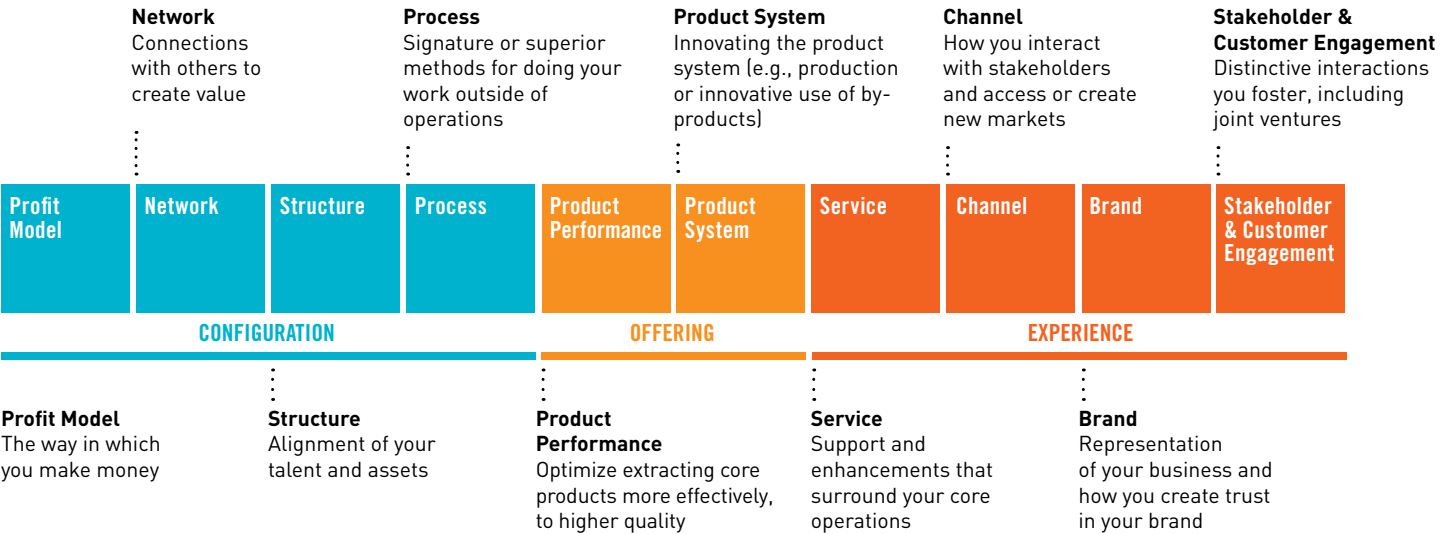 Network
Connections
with others to
create value
Process
Signature or superior
methods for doing your
work outside of
operations
Product System
Innovating the product
system (e.g., production
or innovative use of by-
products)
Channel
How you interact
with stakeholders
and access or create
new markets
Stakeholder &
Customer Engagement
Distinctive interactions
you foster, including
joint ventures
Profit
Model
Network
Structure
Process
Product
Performance
Product
System
Service
Channel
Brand
Stakeholder
& Customer
Engagement
CONFIGURATION
OFFERING
EXPERIENCE
Profit Model
The way in which
you make money
Structure
Alignment of your
talent and assets
Product
Performance
Optimize extracting core
products more effectively,
to higher quality
Service
Support and
enhancements that
surround your core
operations
Brand
Representation
of your business and
how you create trust
in your brand